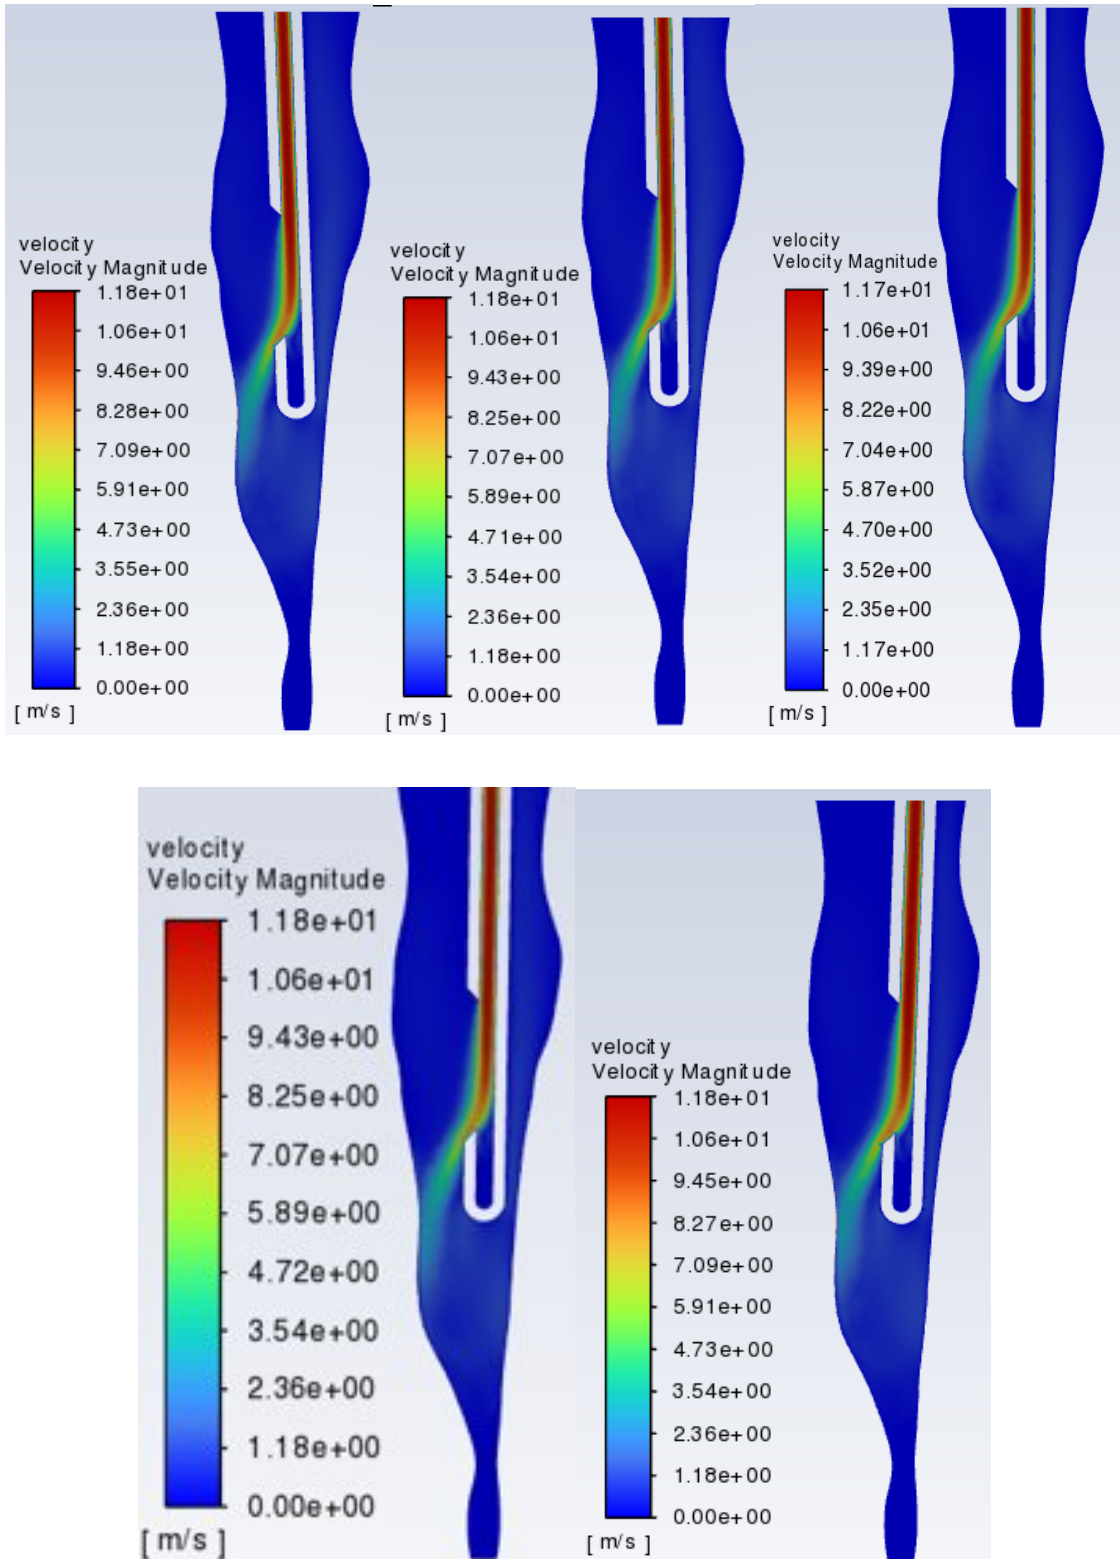 velocity
Velocity Magnitude
1.18e+01
1.06e+01
9.46e+00
8.28e+00
7.09e+00
5.91e+00
4.73e+00
3.55e+00
2.36e+00
1.18e+00
0.00e+00
[ m/s ]
velocity
Velocity Magnitude
1.18e+01
1.06e+01
9.43e+00
8.25e+00
7.07e+00
5.89e+00
4.71e+00
3.54e+00
2.36e+00
1.18e+00
0.00e+00
[ m/s ]
velocity
Velocity Magnitude
1.17e+01
1.06e+01
9.39e+00
8.22e+00
7.04e+00
5.87e+00
4.70e+00
3.52e+00
2.35e+00
1.17e+00
0.00e+00
[ m/s ]
velocity
Velocity Magnitude
1.18e+01
1.06e+01
9.43e+00
8.25e+00
7.07e+00
5.89e+00
4.72e+00
3.54e+00
2.36e+00
1.18e+00
0.00e+00
[ m/s ]
velocity
Velocity Magnitude
1.18e+01
1.06e+01
9.45e+00
8.27e+00
7.09e+00
5.91e+00
4.73e+00
3.54e+00
2.36e+00
1.18e+00
0.00e+00
[ m/s ]